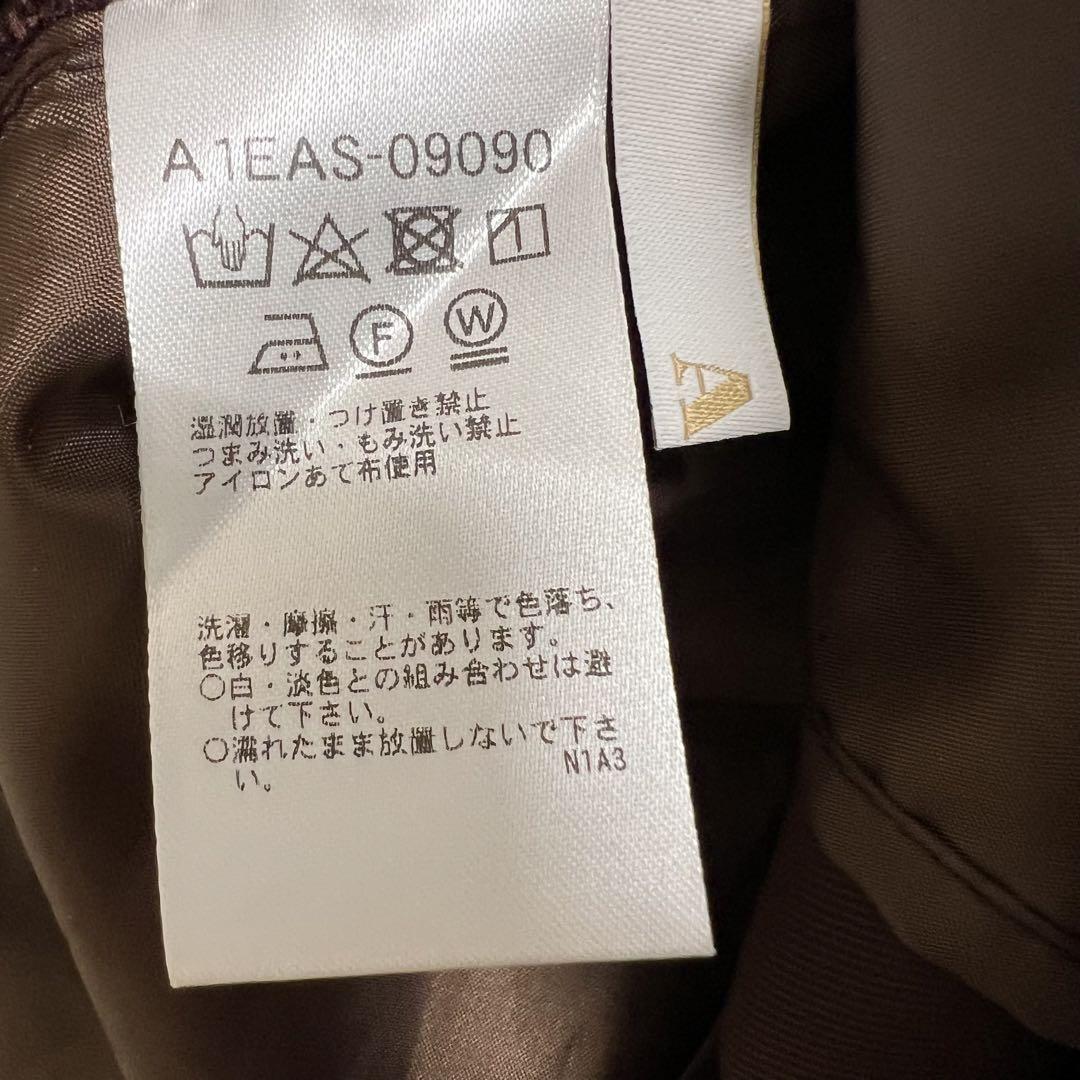 A1EAS-09090
F
W
湿潤放置・つけ置き禁止
つまみ洗い・もみ洗い禁止
アイロンあて布使用
洗濯・摩擦・汗・雨等で色落ち、
色移りすることがあります。
○白・淡色との組み合わせは避
けて下さい。
○濡れたまま放置しないで下さ
い。
N1A3
A